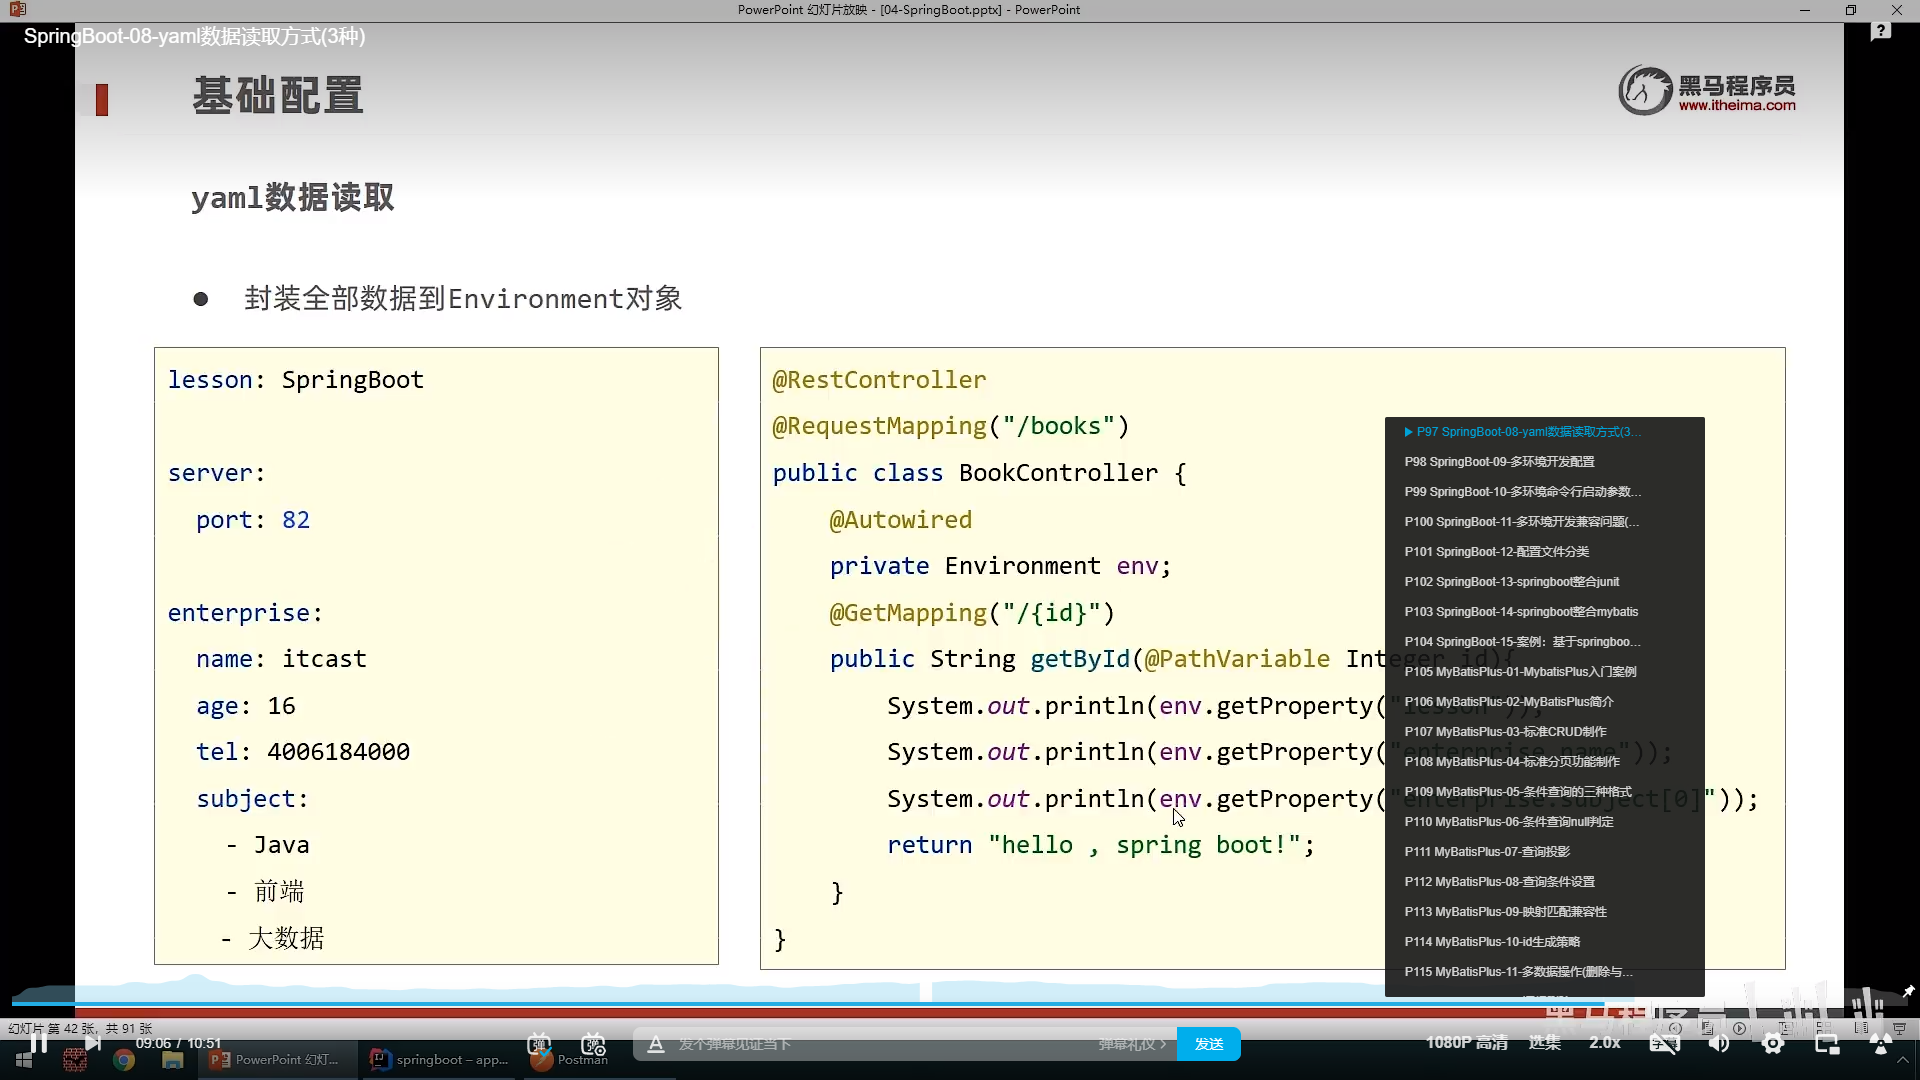 PowerPoint 幻灯片放映 - [04-SpringBoot.pptx] - PowerPoint
SpringBoot-08-yaml数据读取方式(3种)
基础配置
黑马程序员
www.itheima.com
yaml数据读取
● 封装全部数据到Environment对象
lesson: SpringBoot
server:
port: 82
enterprise:
name: itcast
age: 16
tel: 4006184000
subject:
- Java
- 前端
- 大数据
@RestController
@RequestMapping("/books")
public class BookController {
@Autowired
private Environment env;
@GetMapping("/{id}")
public String getById(@PathVariable Integer id){
System.out.println(env.getProperty("lesson"));
System.out.println(env.getProperty("enterprise.name"));
System.out.println(env.getProperty("enterprise.subject[0]"));
return "hello , spring boot!";
}
}
P97 SpringBoot-08-yaml数据读取方式(3...
P98 SpringBoot-09-多环境开发配置
P99 SpringBoot-10-多环境命令行启动参数...
P100 SpringBoot-11-多环境开发兼容问题(...
P101 SpringBoot-12-配置文件分类
P102 SpringBoot-13-springboot整合junit
P103 SpringBoot-14-springboot整合mybatis
P104 SpringBoot-15-案例：基于springboo...
P105 MyBatisPlus-01-MybatisPlus入门案例
P106 MyBatisPlus-02-MyBatisPlus简介
P107 MyBatisPlus-03-标准CRUD制作
P108 MyBatisPlus-04-标准分页功能制作
P109 MyBatisPlus-05-条件查询的三种格式
P110 MyBatisPlus-06-条件查询null判定
P111 MyBatisPlus-07-查询投影
P112 MyBatisPlus-08-查询条件设置
P113 MyBatisPlus-09-映射匹配兼容性
P114 MyBatisPlus-10-id生成策略
P115 MyBatisPlus-11-多数据操作(删除与...
幻灯片 第 42 张，共 91 张
09:06 / 10:51
发个弹幕见证当下
弹幕礼仪 >
发送
1080P 高清
选集
2.0x
PowerPoint 幻灯...
springboot – app...
Postman